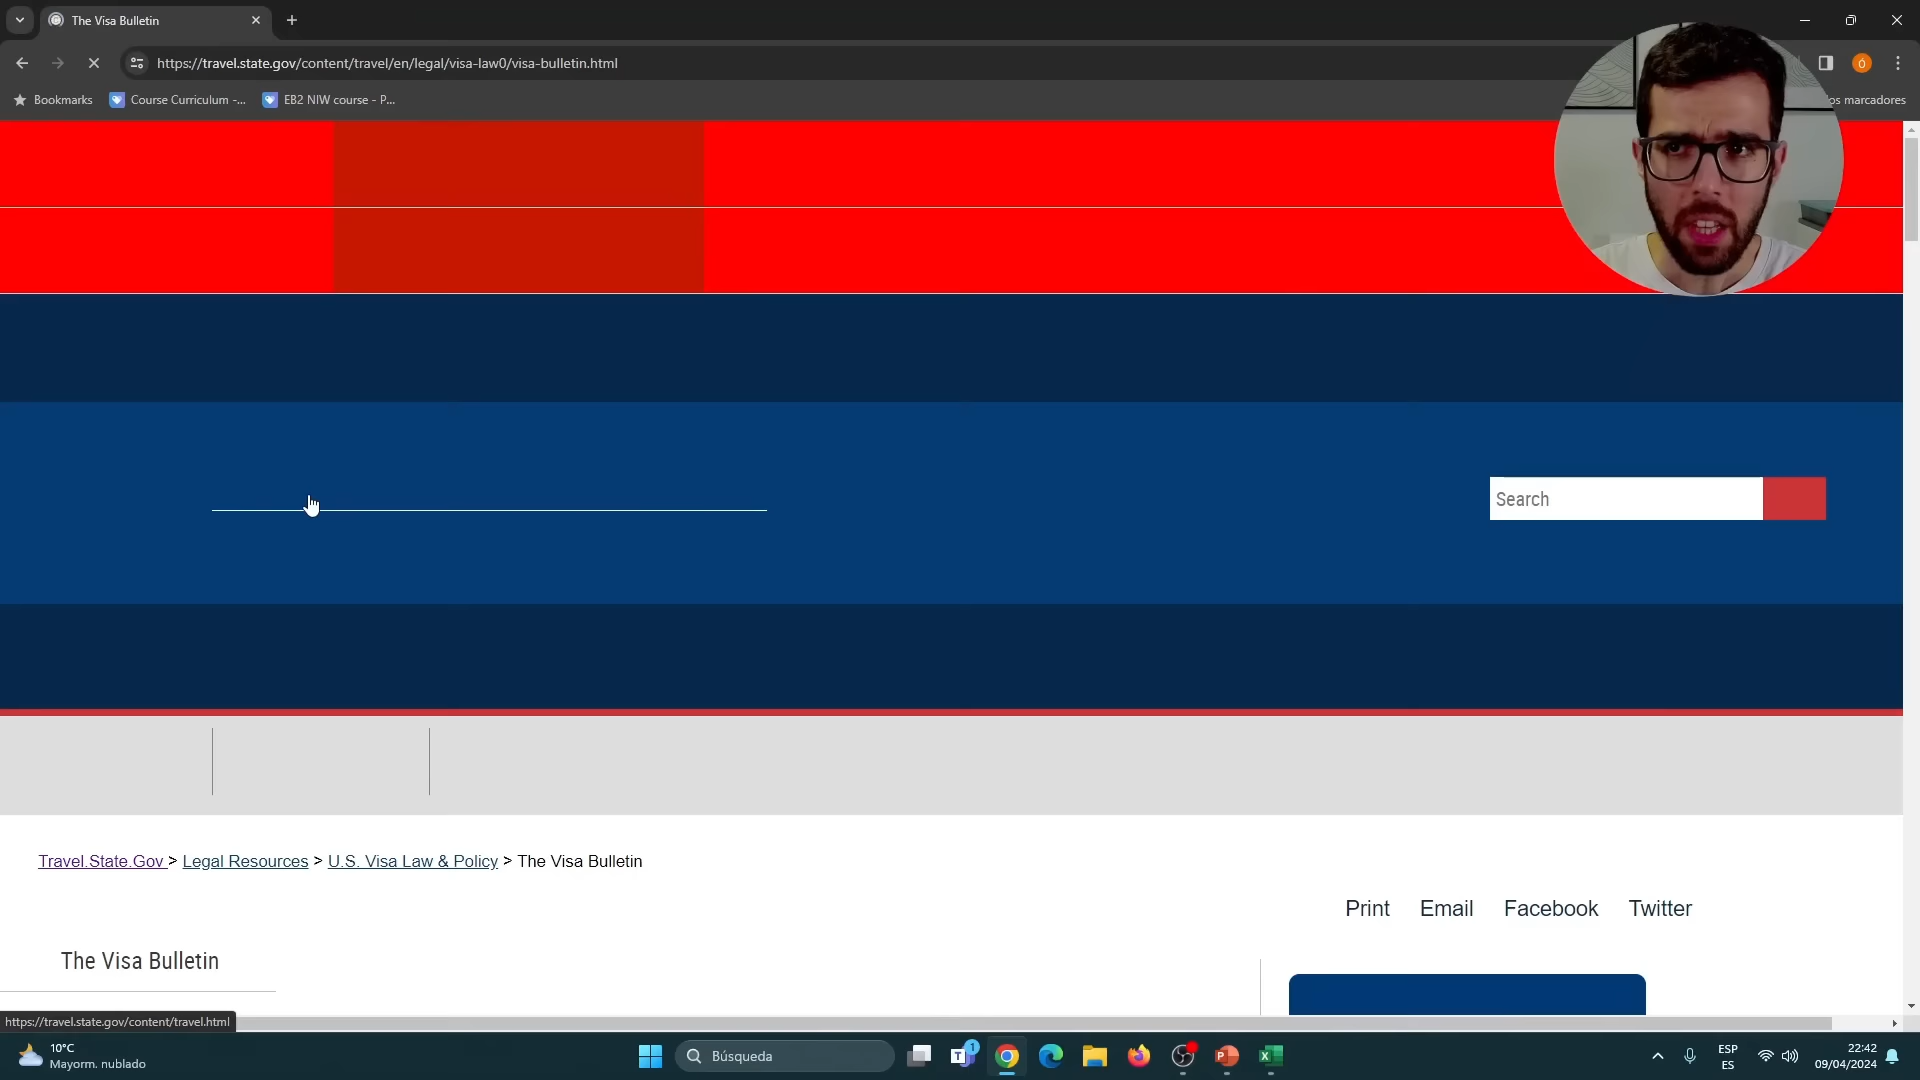 The Visa Bulletin
https://travel.state.gov/content/travel/en/legal/visa-law0/visa-bulletin.html
Bookmarks
Course Curriculum -...
EB2 NIW course - P...
os marcadores
Search
Travel.State.Gov > Legal Resources > U.S. Visa Law & Policy > The Visa Bulletin
Print Email Facebook Twitter
The Visa Bulletin
https://travel.state.gov/content/travel.html
10°C
Mayorm. nublado
Búsqueda
1
ESP
ES
22:42
09/04/2024